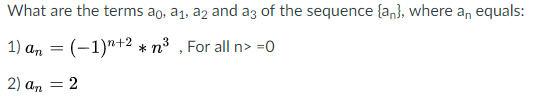 What are the terms a₀, a₁, a₂ and a₃ of the sequence {aₙ}, where aₙ equals:
1) aₙ = (−1)ⁿ⁺² * n³ , For all n> =0
2) aₙ = 2